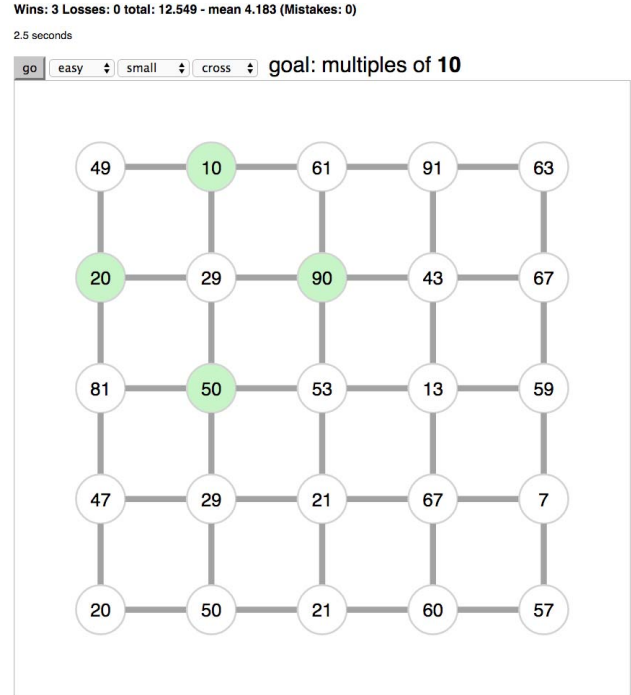 Wins: 3 Losses: 0 total: 12.549 - mean 4.183 (Mistakes: 0)
2.5 seconds
go easy small cross goal: multiples of 10
49 10 61 91 63
20 29 90 43 67
81 50 53 13 59
47 29 21 67 7
20 50 21 60 57